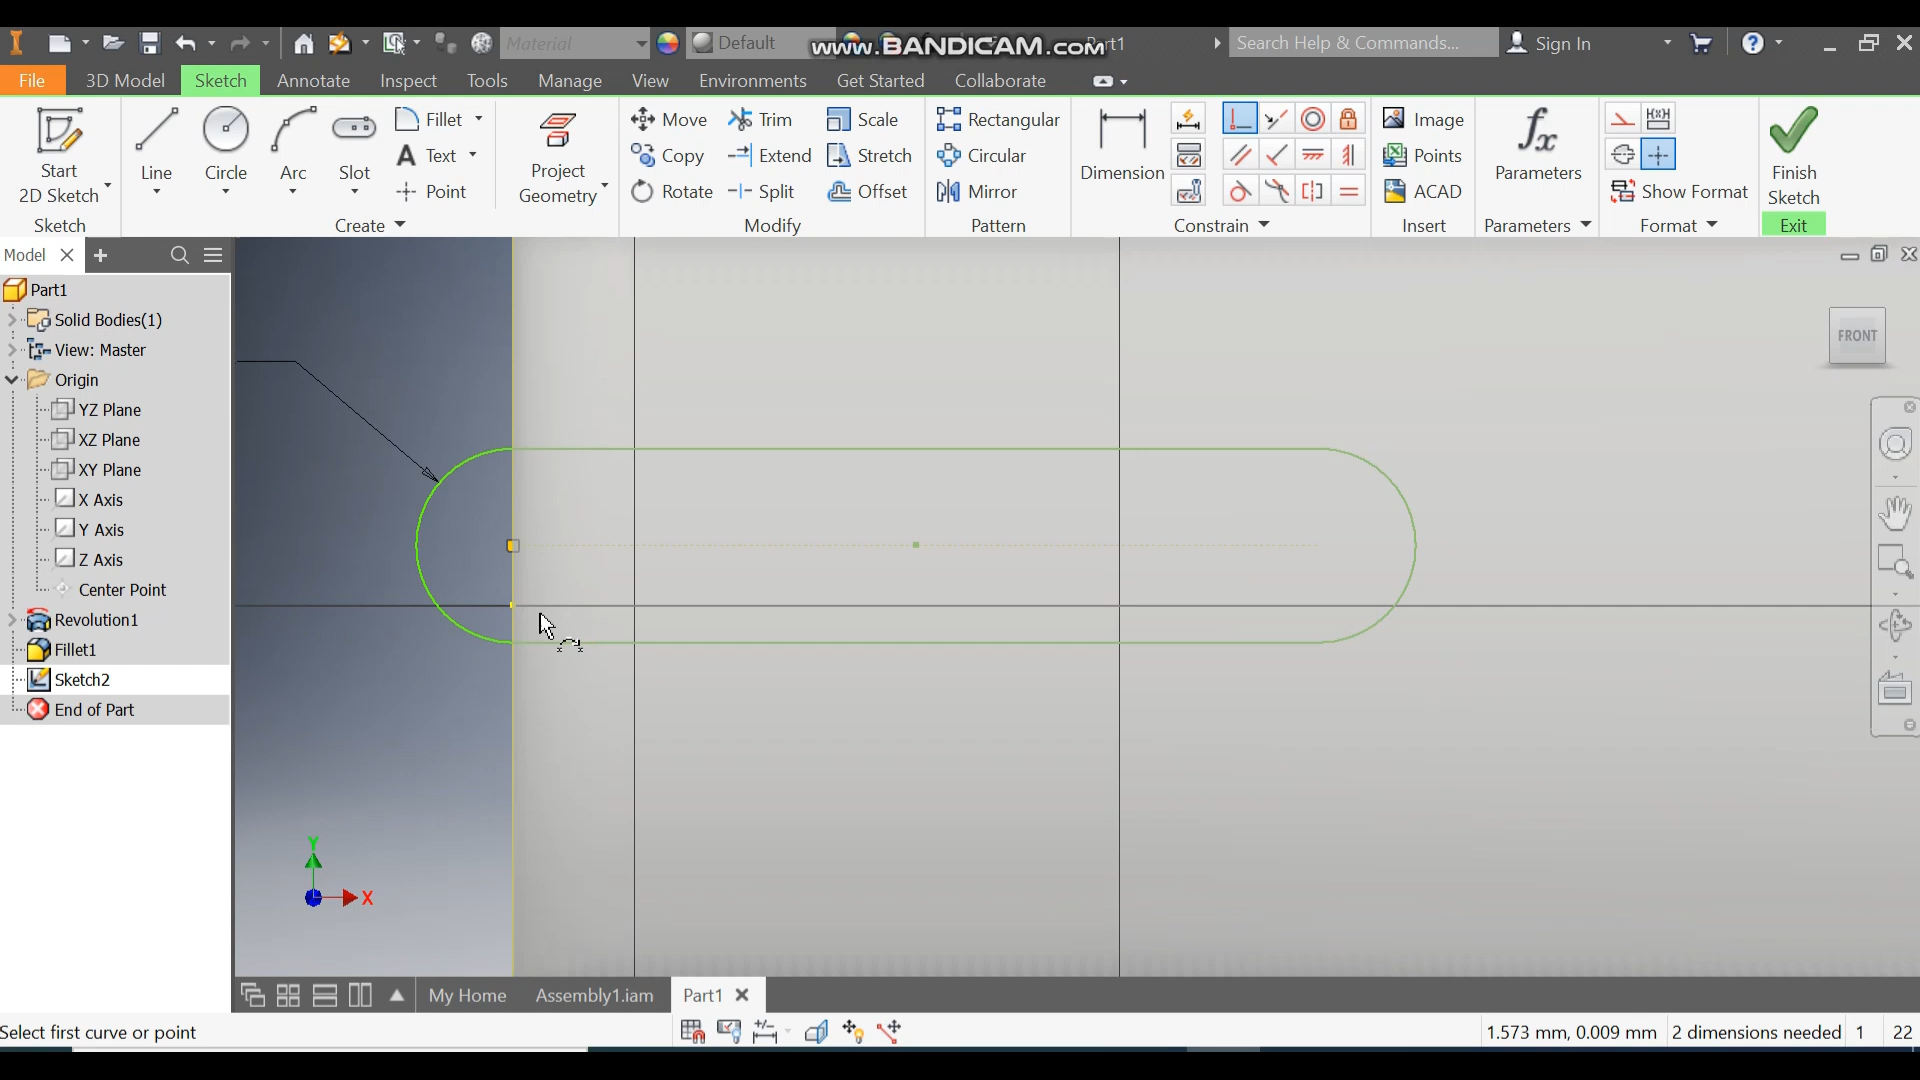 Material
Default
www.BANDICAM.com
Part1
Search Help & Commands...
Sign In
File
3D Model
Sketch
Annotate
Inspect
Tools
Manage
View
Environments
Get Started
Collaborate
Start
2D Sketch
Sketch
Line
Circle
Arc
Slot
Fillet
Text
Point
Create
Project
Geometry
Move
Copy
Rotate
Trim
Extend
Split
Scale
Stretch
Offset
Modify
Rectangular
Circular
Mirror
Pattern
Dimension
Constrain
Image
Points
ACAD
Insert
fx
Parameters
Parameters
Show Format
Format
Finish
Sketch
Exit
Model
Part1
Solid Bodies(1)
View: Master
Origin
YZ Plane
XZ Plane
XY Plane
X Axis
Y Axis
Z Axis
Center Point
Revolution1
Fillet1
Sketch2
End of Part
FRONT
Y
X
My Home
Assembly1.iam
Part1
Select first curve or point
1.573 mm, 0.009 mm
2 dimensions needed
1
22